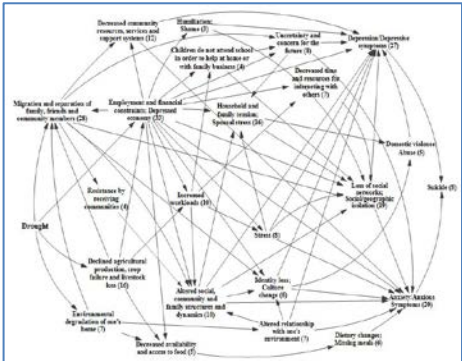 Decreased community
resources, services and
support systems (12)
Humiliation;
Shame (3)
Uncertainty and
concern for the
future (8)
Depression/Depressive
symptoms (27)
Children do not attend school
in order to help at home or
with family business (4)
Decreased time
and resources for
interacting with
others (7)
Migration and separation of
family, friends and
community members (28)
Employment and financial
constraints; Depressed
economy (35)
Household and
family tension;
Spousal stress (36)
Domestic violence
Abuse (5)
Resistance by
receiving
communities (4)
Increased
workloads (10)
Loss of social
networks;
Social/geographic
isolation (29)
Suicide (8)
Drought
Stress (8)
Declined agricultural
production, crop
failure and livestock
loss (16)
Altered social,
community and
family structures and
dynamics (18)
Identity loss;
Culture
change (6)
Anxiety/Anxious
Symptoms (20)
Environmental
degradation of one's
home (7)
Altered relationship
with one's
environment (7)
Decreased availability
and access to food (5)
Dietary changes;
Missing meals (6)